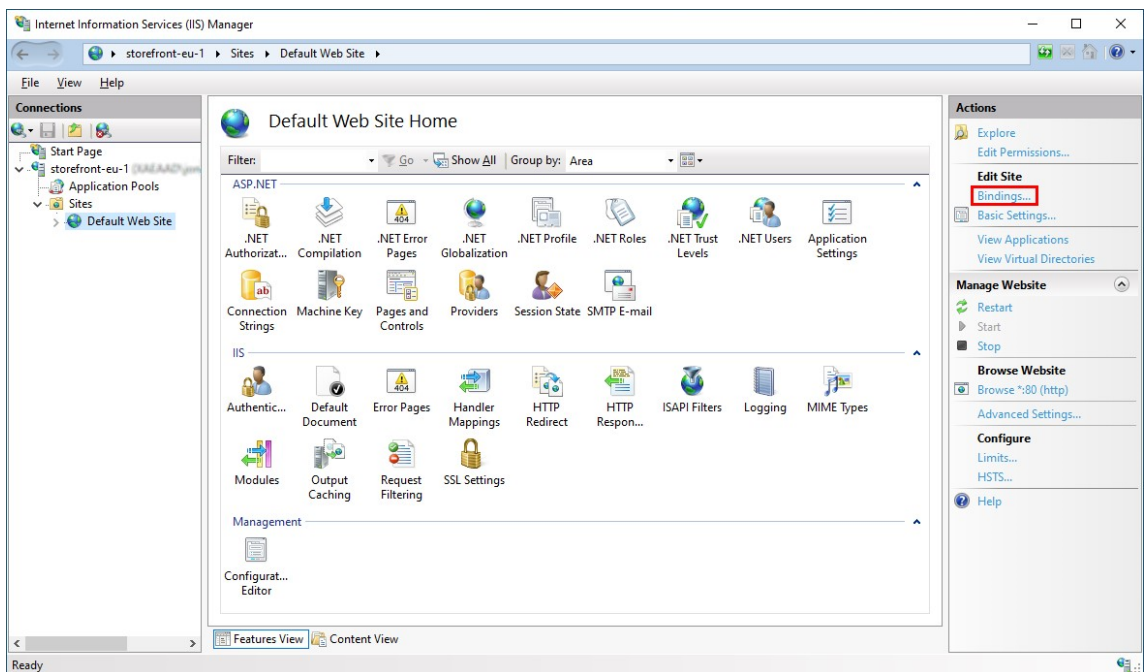 Internet Information Services (IIS) Manager
storefront-eu-1 Sites Default Web Site
File View Help
Connections
Start Page
storefront-eu-1
Application Pools
Sites
Default Web Site
Default Web Site Home
Filter: Go Show All Group by: Area
ASP.NET
.NET Authorizat...
.NET Compilation
.NET Error Pages
.NET Globalization
.NET Profile
.NET Roles
.NET Trust Levels
.NET Users
Application Settings
Connection Strings
Machine Key
Pages and Controls
Providers
Session State
SMTP E-mail
IIS
Authentic...
Default Document
Error Pages
Handler Mappings
HTTP Redirect
HTTP Respon...
ISAPI Filters
Logging
MIME Types
Modules
Output Caching
Request Filtering
SSL Settings
Management
Configurat... Editor
Features View Content View
Actions
Explore
Edit Permissions...
Edit Site
Bindings...
Basic Settings...
View Applications
View Virtual Directories
Manage Website
Restart
Start
Stop
Browse Website
Browse *:80 (http)
Advanced Settings...
Configure
Limits...
HSTS...
Help
Ready